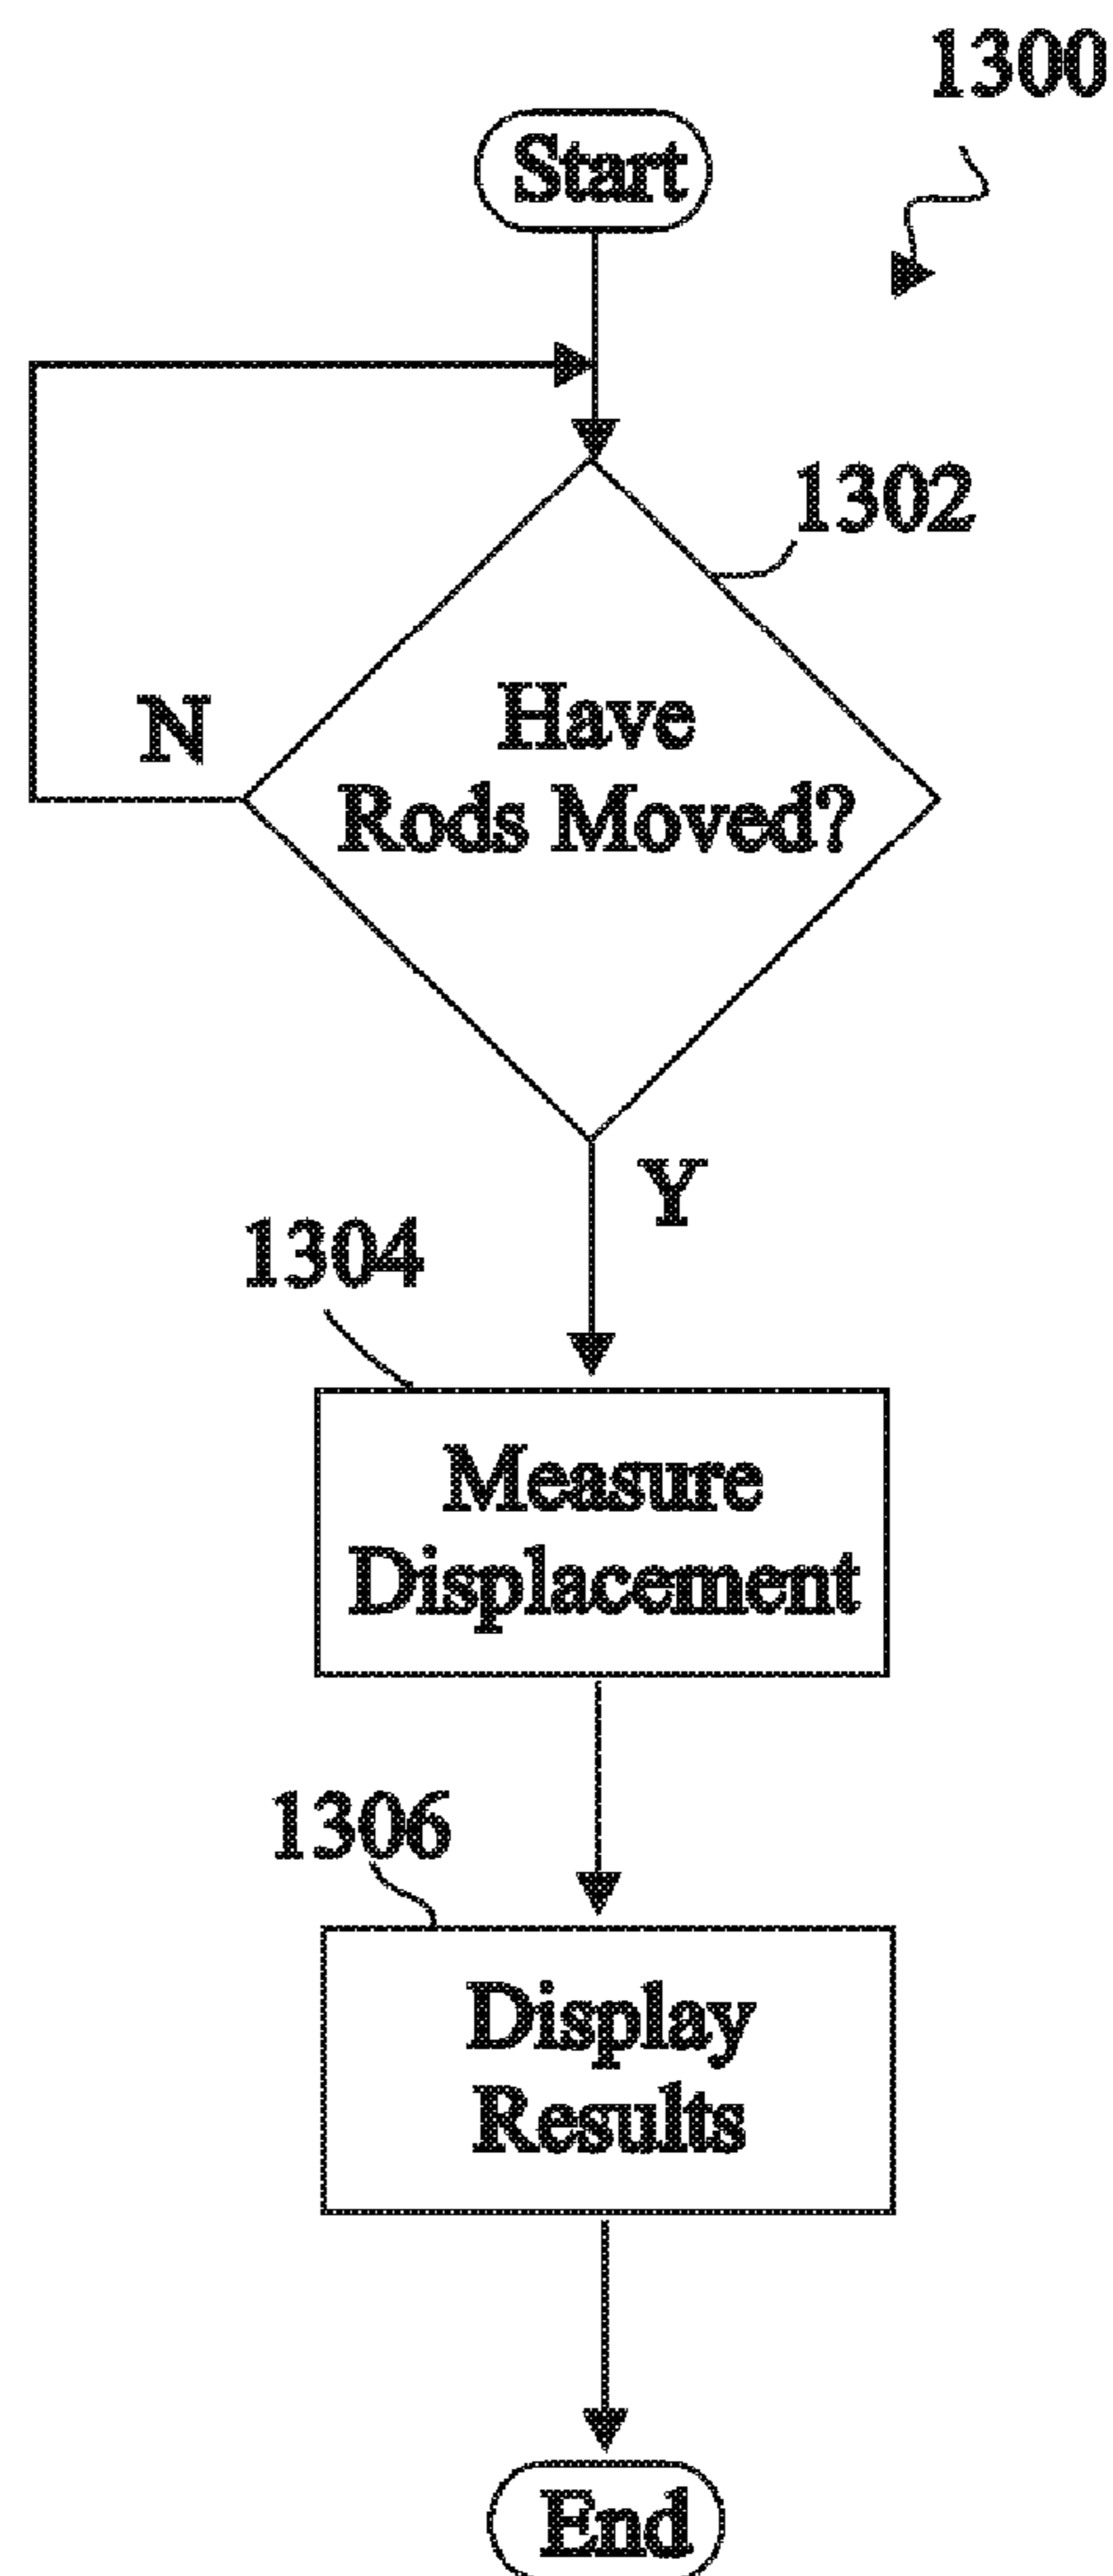 1300
Start
1302
Have
Rods Moved?
N
Y
1304
Measure
Displacement
1306
Display
Results
End